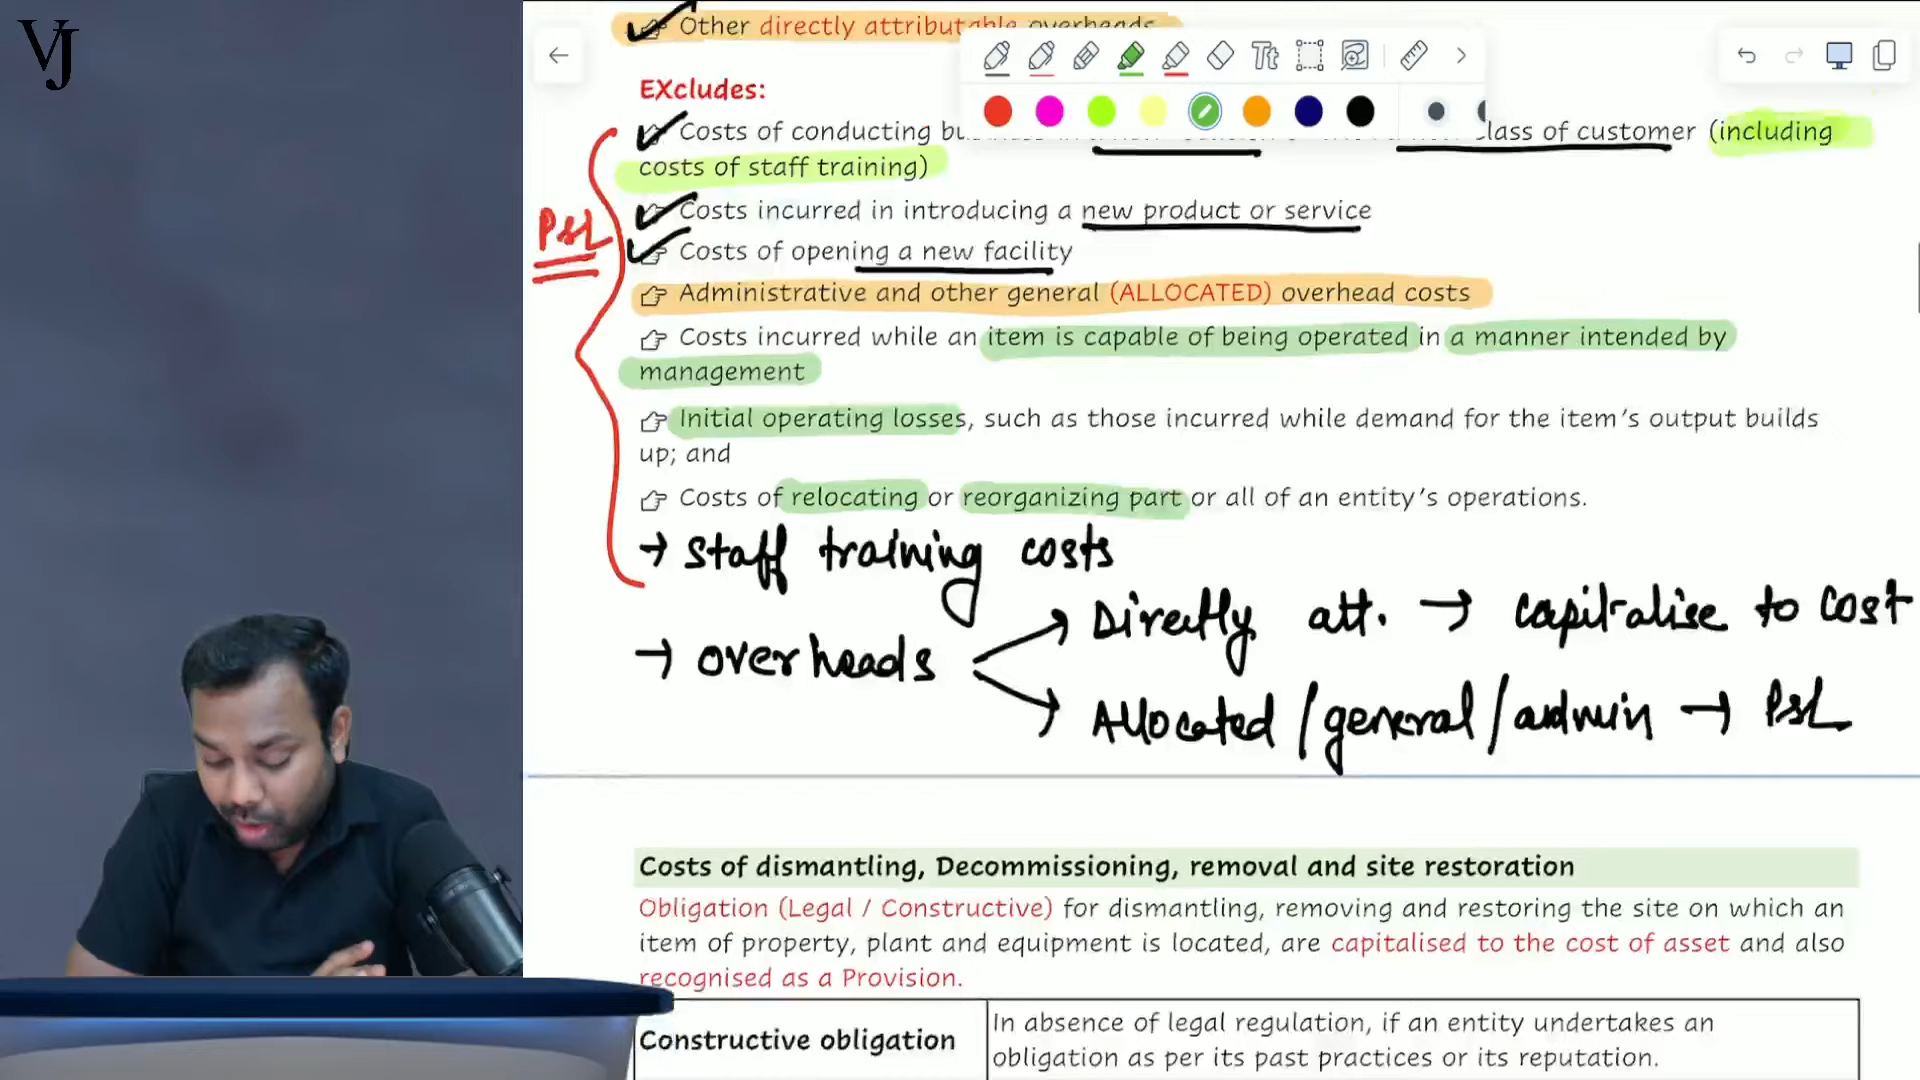 VJ
Other directly attributable overheads
EXcludes:
Costs of conducting class of customer (including
costs of staff training)
Costs incurred in introducing a new product or service
P&L
Costs of opening a new facility
Administrative and other general (ALLOCATED) overhead costs
Costs incurred while an item is capable of being operated in a manner intended by
management
Initial operating losses, such as those incurred while demand for the item's output builds
up; and
Costs of relocating or reorganizing part or all of an entity's operations.
→ Staff training costs
→ overheads
→ Directly att. → capitalise to cost
→ Allocated / general / admin → P&L
Costs of dismantling, Decommissioning, removal and site restoration
Obligation (Legal / Constructive) for dismantling, removing and restoring the site on which an
item of property, plant and equipment is located, are capitalised to the cost of asset and also
recognised as a Provision.
Constructive obligation
In absence of legal regulation, if an entity undertakes an
obligation as per its past practices or its reputation.